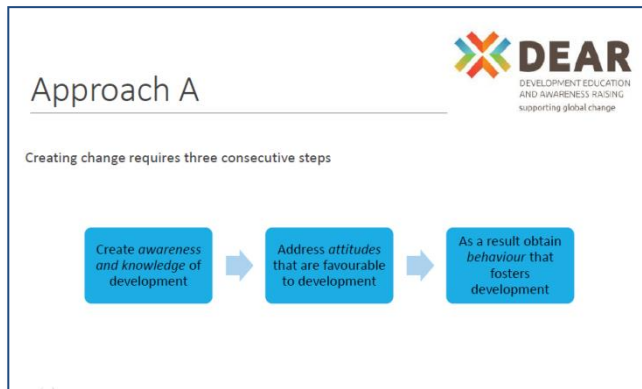 DEAR
DEVELOPMENT EDUCATION
AND AWARENESS RAISING
supporting global change
Approach A
Creating change requires three consecutive steps
Create awareness
and knowledge of
development
Address attitudes
that are favourable
to development
As a result obtain
behaviour that
fosters
development